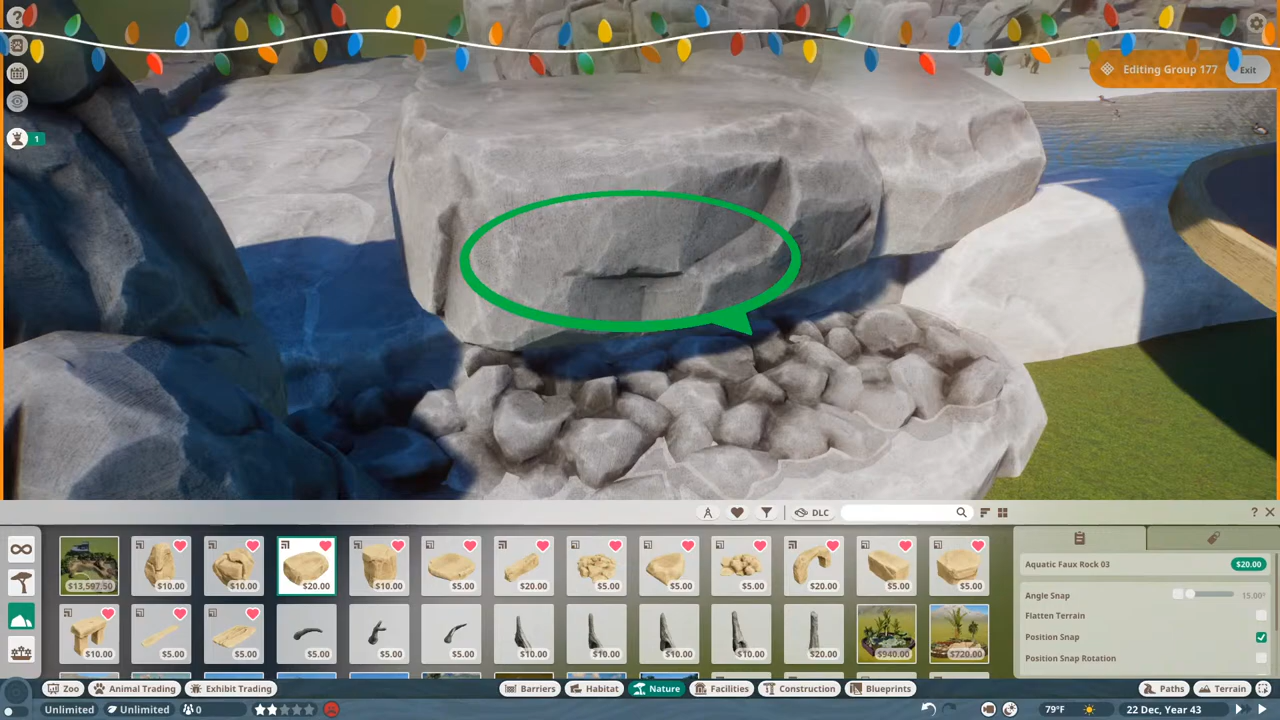 ?
1
Editing Group 177
Exit
DLC
?
$13,597.50
$10.00
$10.00
$20.00
$10.00
$5.00
$20.00
$5.00
$5.00
$5.00
$20.00
$5.00
$5.00
Aquatic Faux Rock 03
$20.00
Angle Snap
15.00°
Flatten Terrain
Position Snap
Position Snap Rotation
$10.00
$5.00
$5.00
$5.00
$5.00
$5.00
$10.00
$10.00
$10.00
$10.00
$20.00
$940.00
$720.00
Zoo
Animal Trading
Exhibit Trading
Barriers
Habitat
Nature
Facilities
Construction
Blueprints
Paths
Terrain
Unlimited
Unlimited
0
79°F
22 Dec, Year 43